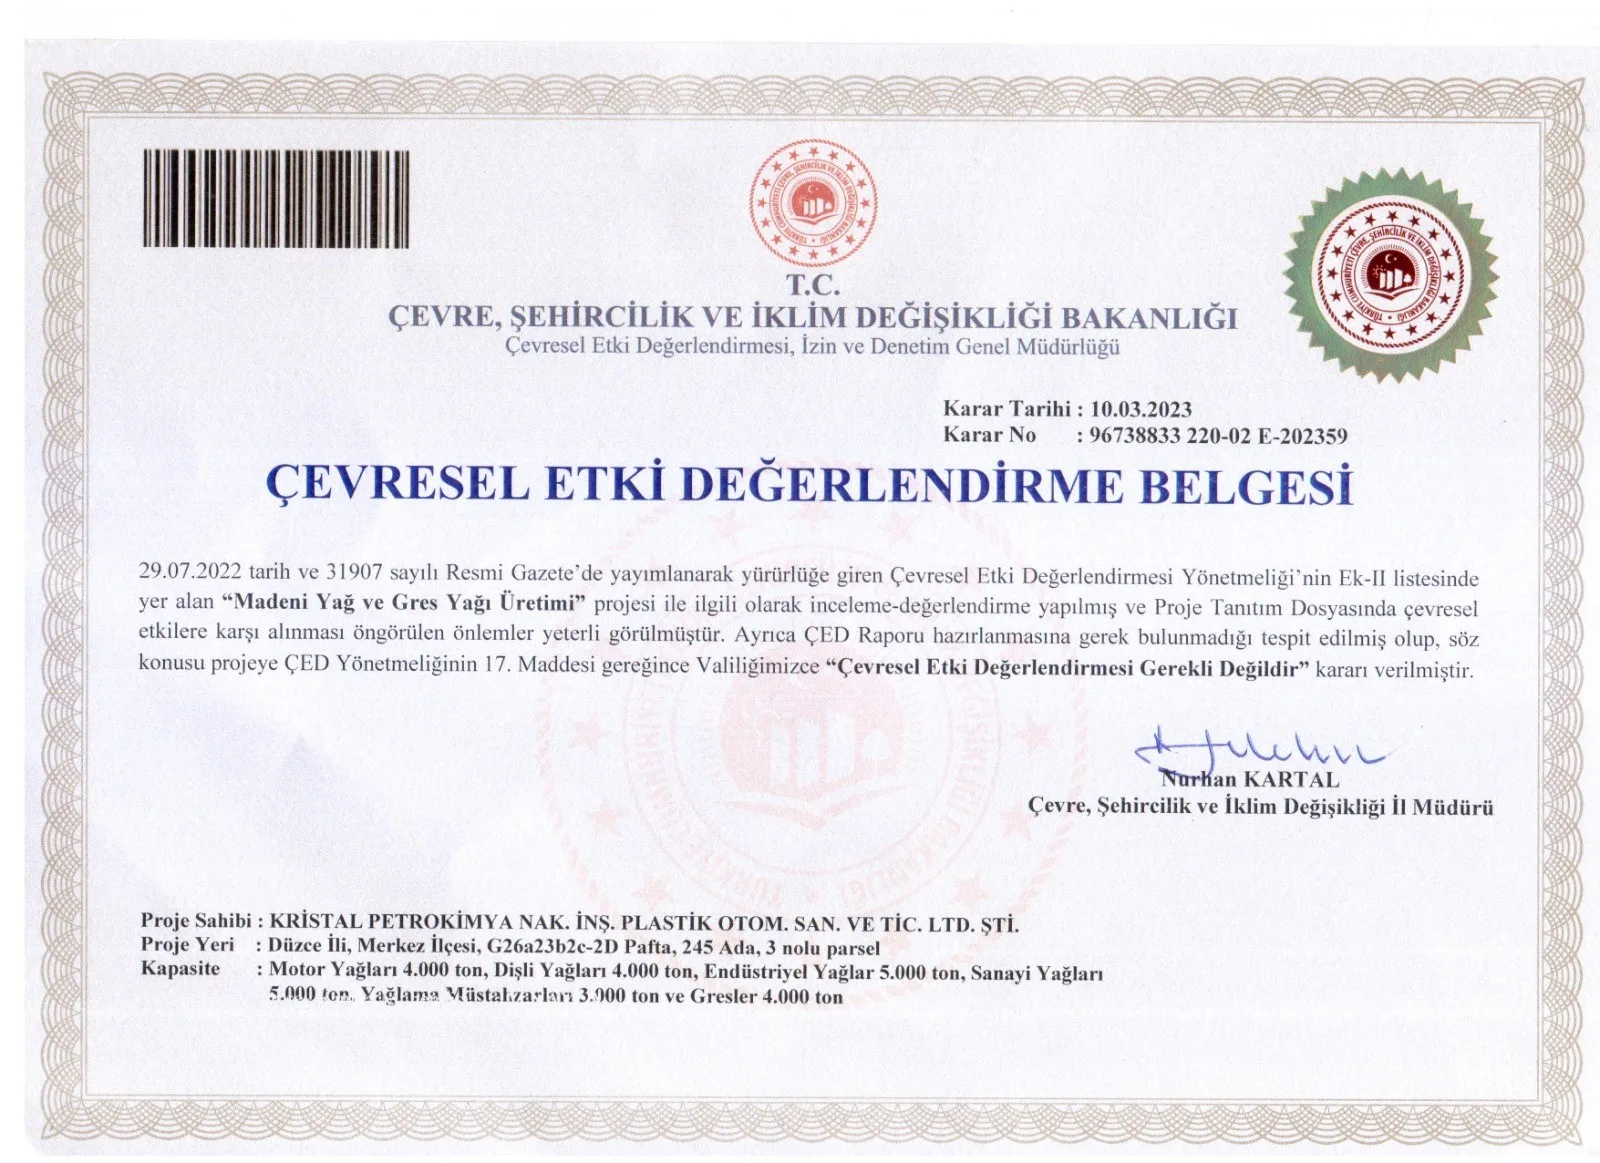 T.C.
ÇEVRE, ŞEHİRCİLİK VE İKLİM DEĞİŞİKLİĞİ BAKANLIĞI
Çevresel Etki Değerlendirmesi, İzin ve Denetim Genel Müdürlüğü
Karar Tarihi : 10.03.2023
Karar No : 96738833 220-02 E-202359
ÇEVRESEL ETKİ DEĞERLENDİRME BELGESİ
29.07.2022 tarih ve 31907 sayılı Resmi Gazete’de yayımlanarak yürürlüğe giren Çevresel Etki Değerlendirmesi Yönetmeliği’nin Ek-II listesinde
yer alan “Madeni Yağ ve Gres Yağı Üretimi” projesi ile ilgili olarak inceleme-değerlendirme yapılmış ve Proje Tanıtım Dosyasında çevresel
etkilere karşı alınması öngörülen önlemler yeterli görülmüştür. Ayrıca ÇED Raporu hazırlanmasına gerek bulunmadığı tespit edilmiş olup, söz
konusu projeye ÇED Yönetmeliğinin 17. Maddesi gereğince Valiliğimizce “Çevresel Etki Değerlendirmesi Gerekli Değildir” kararı verilmiştir.
Nurhan KARTAL
Çevre, Şehircilik ve İklim Değişikliği İl Müdürü
Proje Sahibi : KRİSTAL PETROKİMYA NAK. İNŞ. PLASTİK OTOM. SAN. VE TİC. LTD. ŞTİ.
Proje Yeri : Düzce İli, Merkez İlçesi, G26a23b2c-2D Pafta, 245 Ada, 3 nolu parsel
Kapasite : Motor Yağları 4.000 ton, Dişli Yağları 4.000 ton, Endüstriyel Yağlar 5.000 ton, Sanayi Yağları
5.000 ton, Yağlama Müstahzarları 3.000 ton ve Gresler 4.000 ton